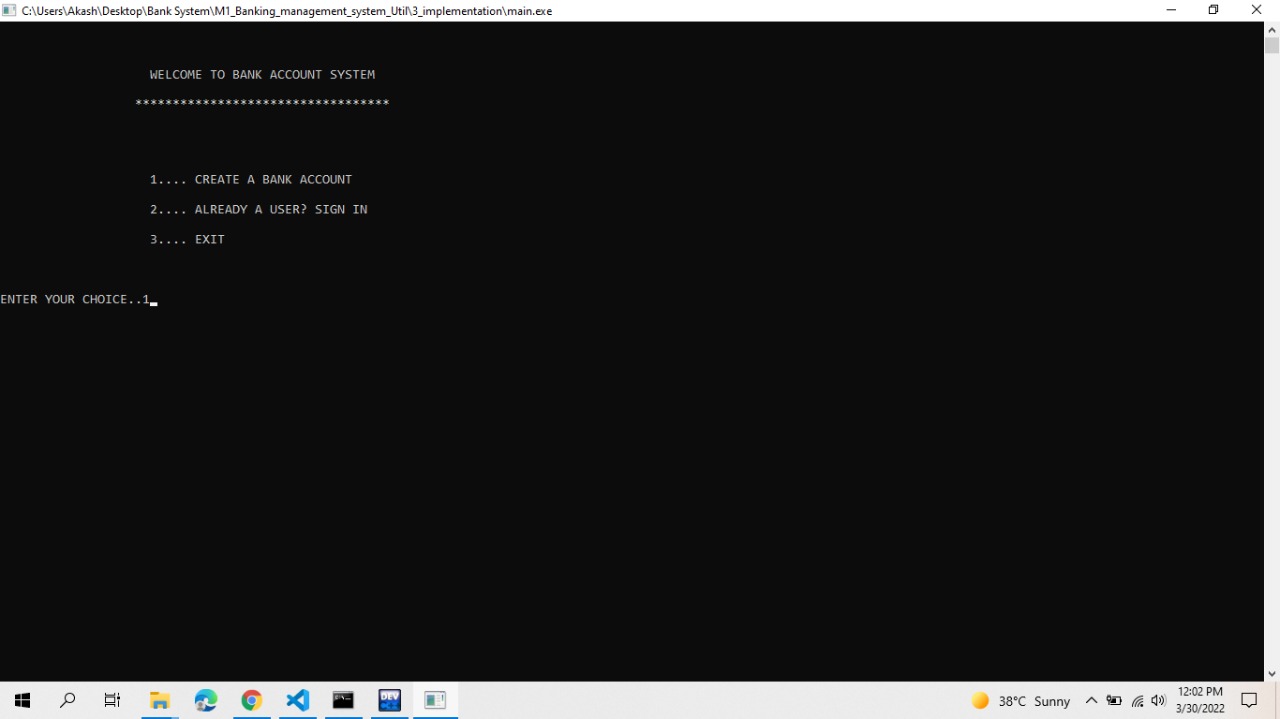 C:\Users\Akash\Desktop\Bank System\M1_Banking_management_system_Util\3_implementation\main.exe
WELCOME TO BANK ACCOUNT SYSTEM
**********************************
1.... CREATE A BANK ACCOUNT
2.... ALREADY A USER? SIGN IN
3.... EXIT
ENTER YOUR CHOICE..1
DEV
38°C Sunny
12:02 PM
3/30/2022